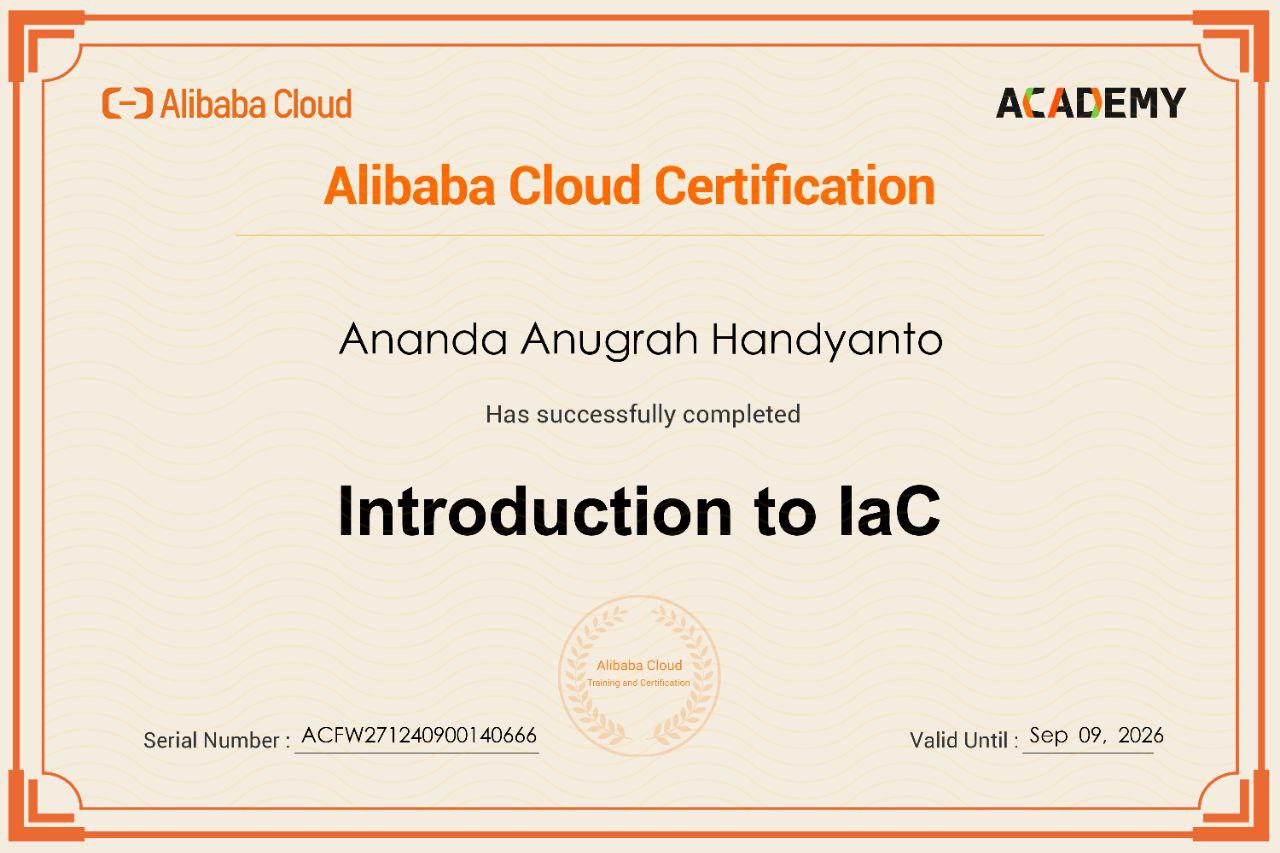 Alibaba Cloud
ACADEMY
Alibaba Cloud Certification
Ananda Anugrah Handyanto
Has successfully completed
Introduction to IaC
Alibaba Cloud
Training and Certification
Serial Number : ACFW271240900140666
Valid Until : Sep 09, 2026